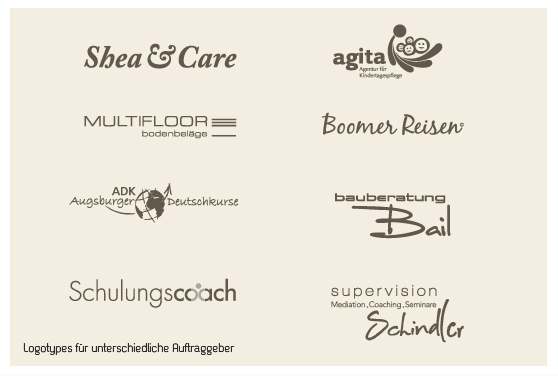 Shea & Care
agita
Agentur für
Kindertagespflege
MULTIFLOOR
bodenbeläge
Boomer Reisen
ADK
Augsburger Deutschkurse
bauberatung
Bail
Schulungscoach
supervision
Mediation, Coaching, Seminare
Schindler
Logotypes für unterschiedliche Auftraggeber